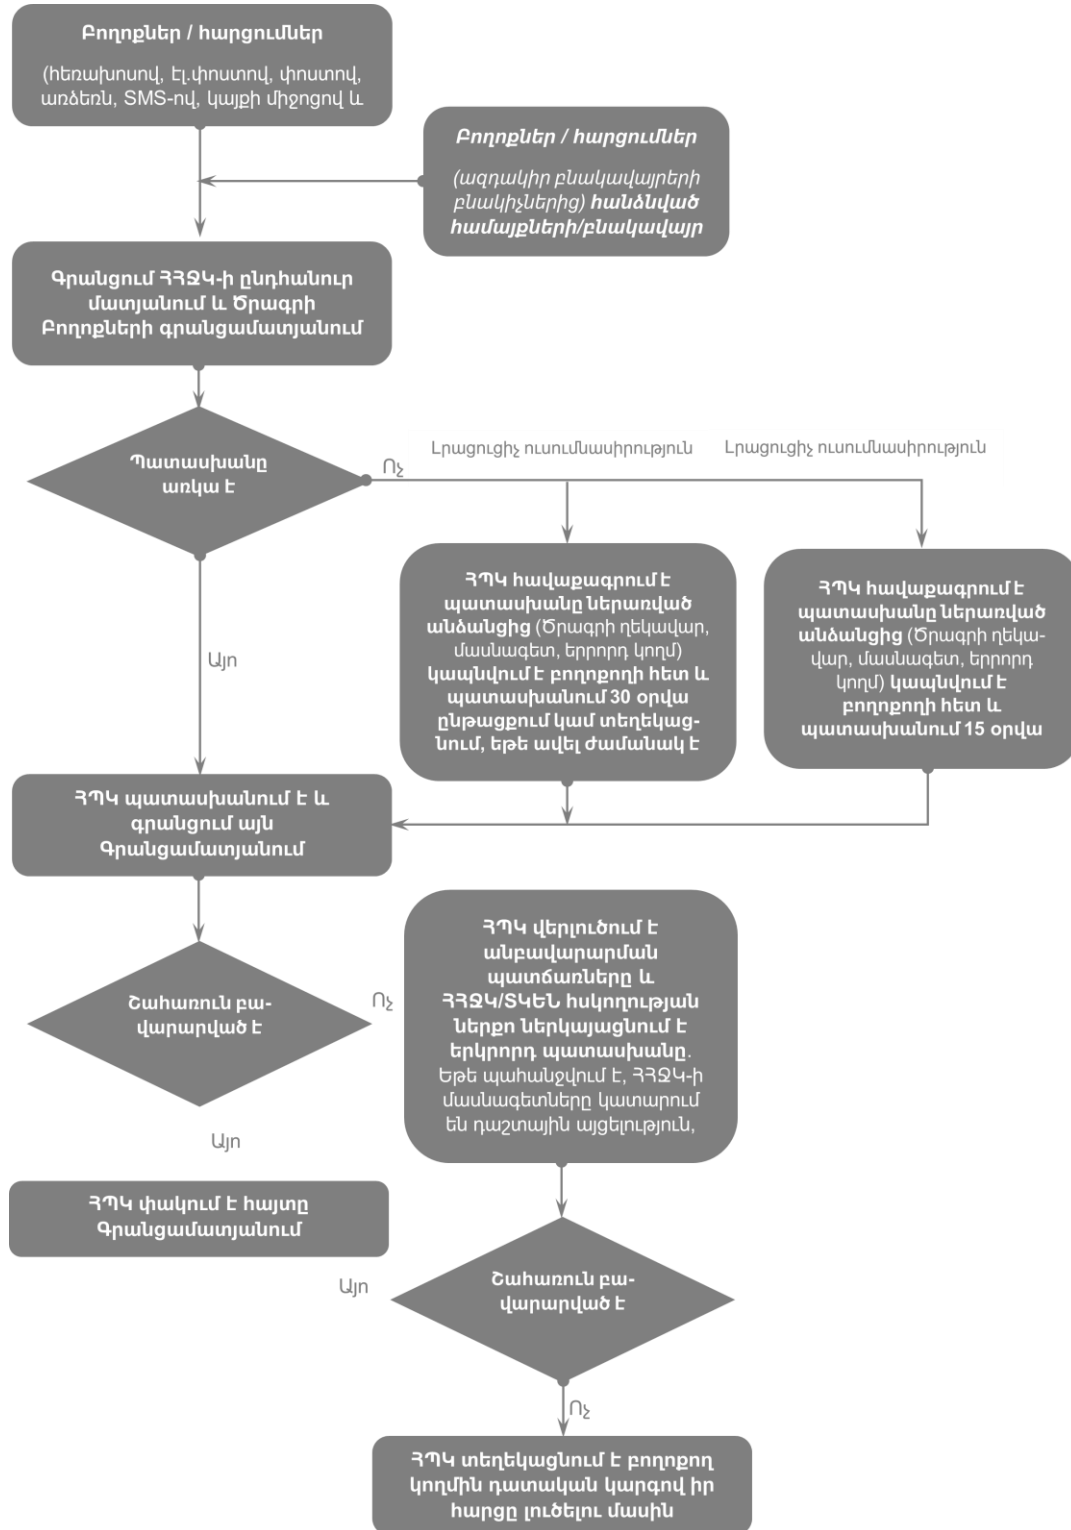 Բողոքներ / հարցումներ
(հեռախոսով, էլ.փոստով, փոստով,
առձեռն, SMS-ով, կայքի միջոցով և
Բողոքներ / հարցումներ
(ազդակիր բնակավայրերի
բնակիչներից) հանձնված
համայքների/բնակավայր
Գրանցում ՀՀՋԿ-ի ընդհանուր
մատյանում և Ծրագրի
Բողոքների գրանցամատյանում
Պատասխանը
առկա է
Ոչ
Լրացուցիչ ուսումնասիրություն
Լրացուցիչ ուսումնասիրություն
ՀՊԿ հավաքագրում է
պատասխանը ներառված
անձանցից (Ծրագրի ղեկավար,
մասնագետ, երրորդ կողմ)
կապնվում է բողոքողի հետ և
պատասխանում 30 օրվա
ընթացքում կամ տեղեկաց-
նում, եթե ավել ժամանակ է
ՀՊԿ հավաքագրում է
պատասխանը ներառված
անձանցից (Ծրագրի ղեկա-
վար, մասնագետ, երրորդ
կողմ) կապնվում է
բողոքողի հետ և
պատասխանում 15 օրվա
Այո
ՀՊԿ պատասխանում է և
գրանցում այն
Գրանցամատյանում
Շահառուն բա-
վարարված է
Ոչ
ՀՊԿ վերլուծում է
անբավարարման
պատճառները և
ՀՀՋԿ/ՏԿԵՆ հսկողության
ներքո ներկայացնում է
երկրորդ պատասխանը.
Եթե պահանջվում է, ՀՀՋԿ-ի
մասնագետները կատարում
են դաշտային այցելություն,
Այո
ՀՊԿ փակում է հայտը
Գրանցամատյանում
Այո
Շահառուն բա-
վարարված է
Ոչ
ՀՊԿ տեղեկացնում է բողոքող
կողմին դատական կարգով իր
հարցը լուծելու մասին